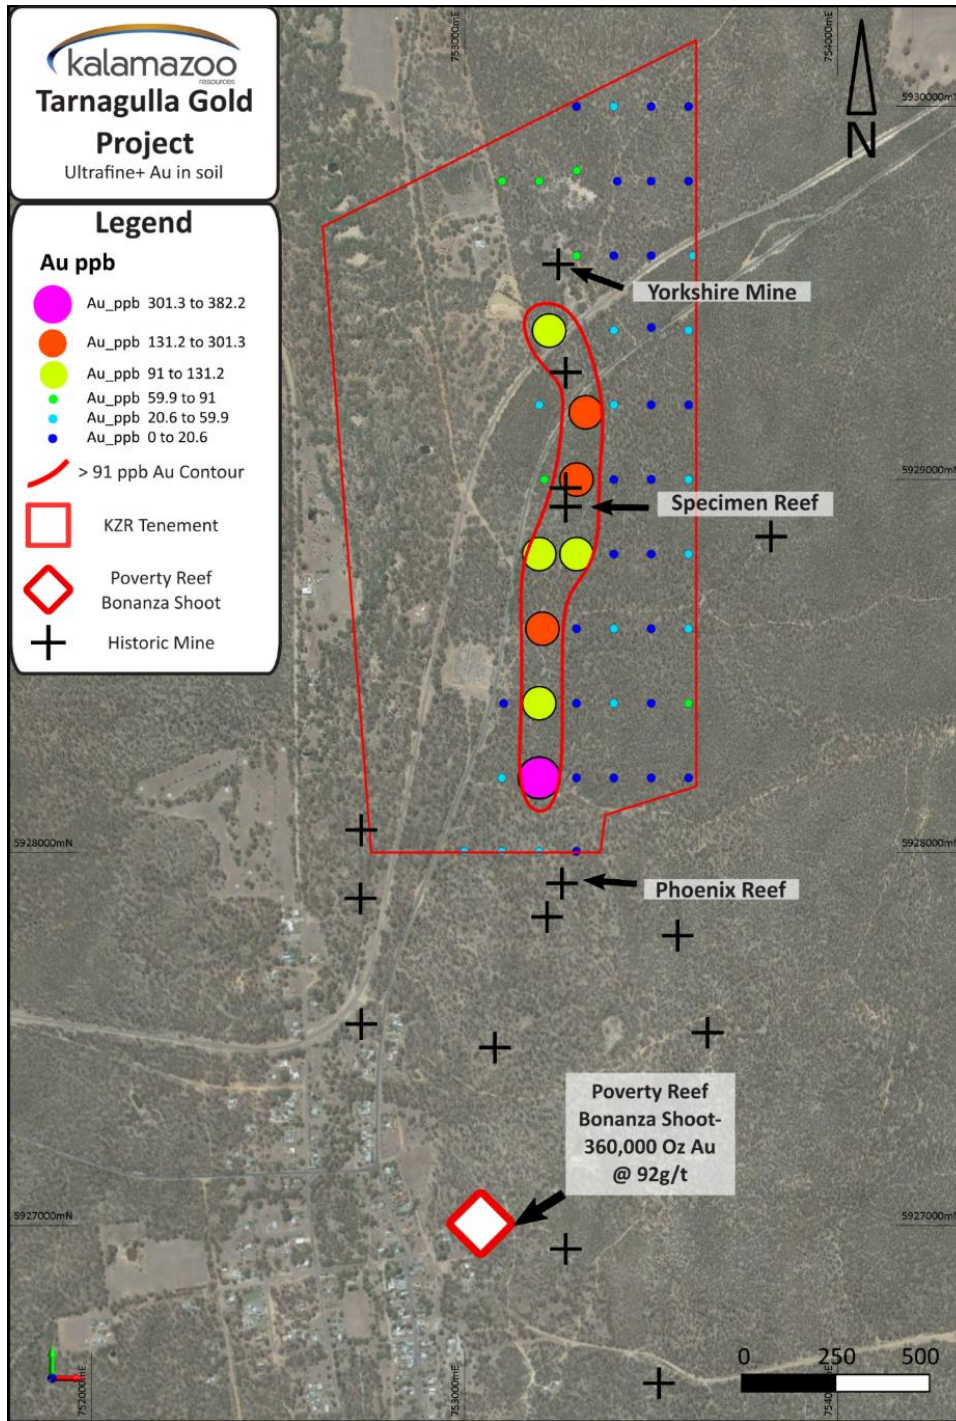 kalamazoo
resources
Tarnagulla Gold
Project
Ultrafine+ Au in soil
Legend
Au ppb
Au_ppb 301.3 to 382.2
Au_ppb 131.2 to 301.3
Au_ppb 91 to 131.2
Au_ppb 59.9 to 91
Au_ppb 20.6 to 59.9
Au_ppb 0 to 20.6
> 91 ppb Au Contour
KZR Tenement
Poverty Reef
Bonanza Shoot
Historic Mine
753000mE
754000mE
5930000mN
N
Yorkshire Mine
5929000mN
Specimen Reef
5928000mN
5928000mN
Phoenix Reef
Poverty Reef
Bonanza Shoot-
360,000 Oz Au
@ 92g/t
5927000mN
5927000mN
0 250 500
752000mE
753000mE